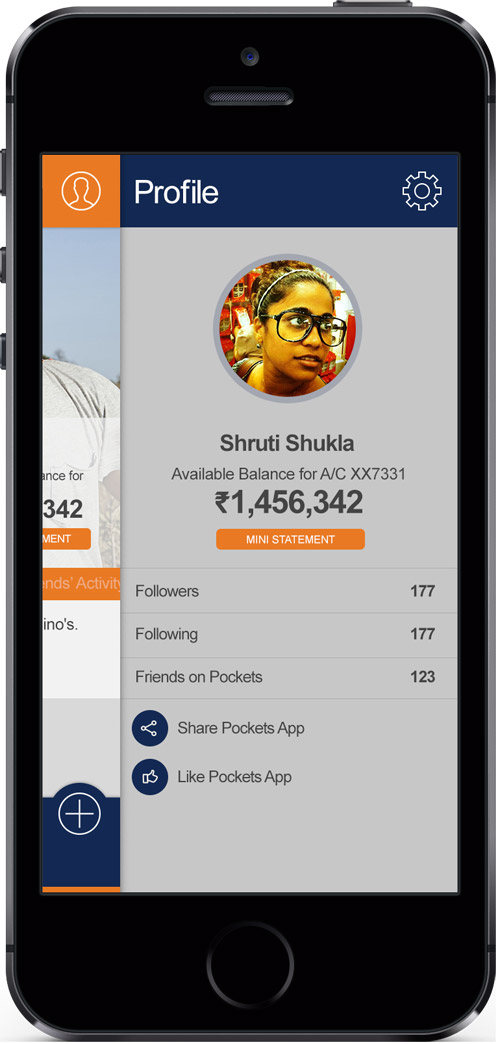 Profile
Shruti Shukla
Available Balance for A/C XX7331
₹1,456,342
MINI STATEMENT
Followers 177
Following 177
Friends on Pockets 123
Share Pockets App
Like Pockets App
ance for
342
MENT
ends' Activity
ino's.